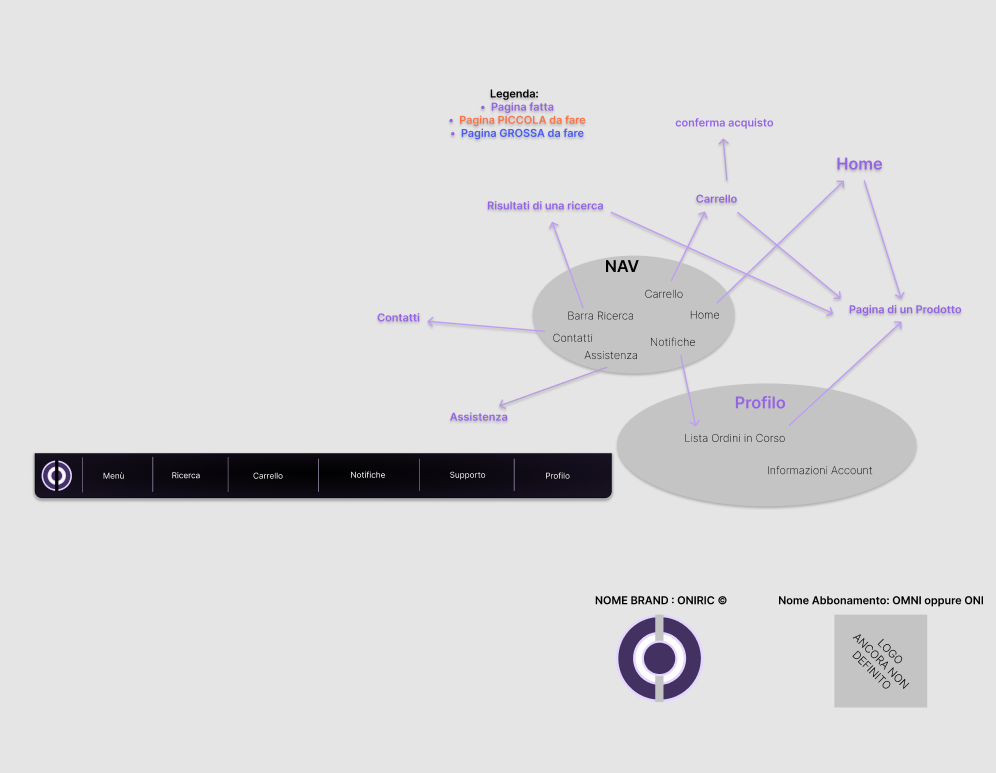 Legenda:
• Pagina fatta
• Pagina PICCOLA da fare
• Pagina GROSSA da fare
conferma acquisto
Home
Carrello
Risultati di una ricerca
NAV
Carrello
Barra Ricerca
Home
Pagina di un Prodotto
Contatti
Contatti
Notifiche
Assistenza
Assistenza
Profilo
Lista Ordini in Corso
Informazioni Account
Menù
Ricerca
Carrello
Notifiche
Supporto
Profilo
NOME BRAND : ONIRIC ©
Nome Abbonamento: OMNI oppure ONI
LOGO
ANCORA NON
DEFINITO